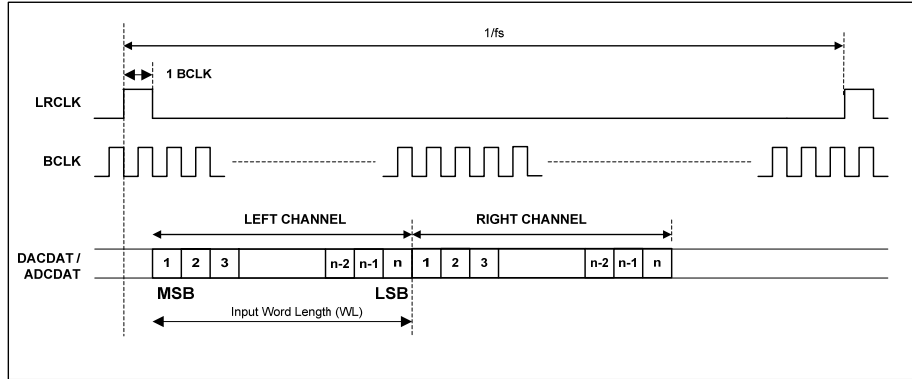 1/fs
1 BCLK
LRCLK
BCLK
LEFT CHANNEL
RIGHT CHANNEL
DACDAT /
ADCDAT
1 2 3 n-2 n-1 n 1 2 3 n-2 n-1 n
MSB
LSB
Input Word Length (WL)